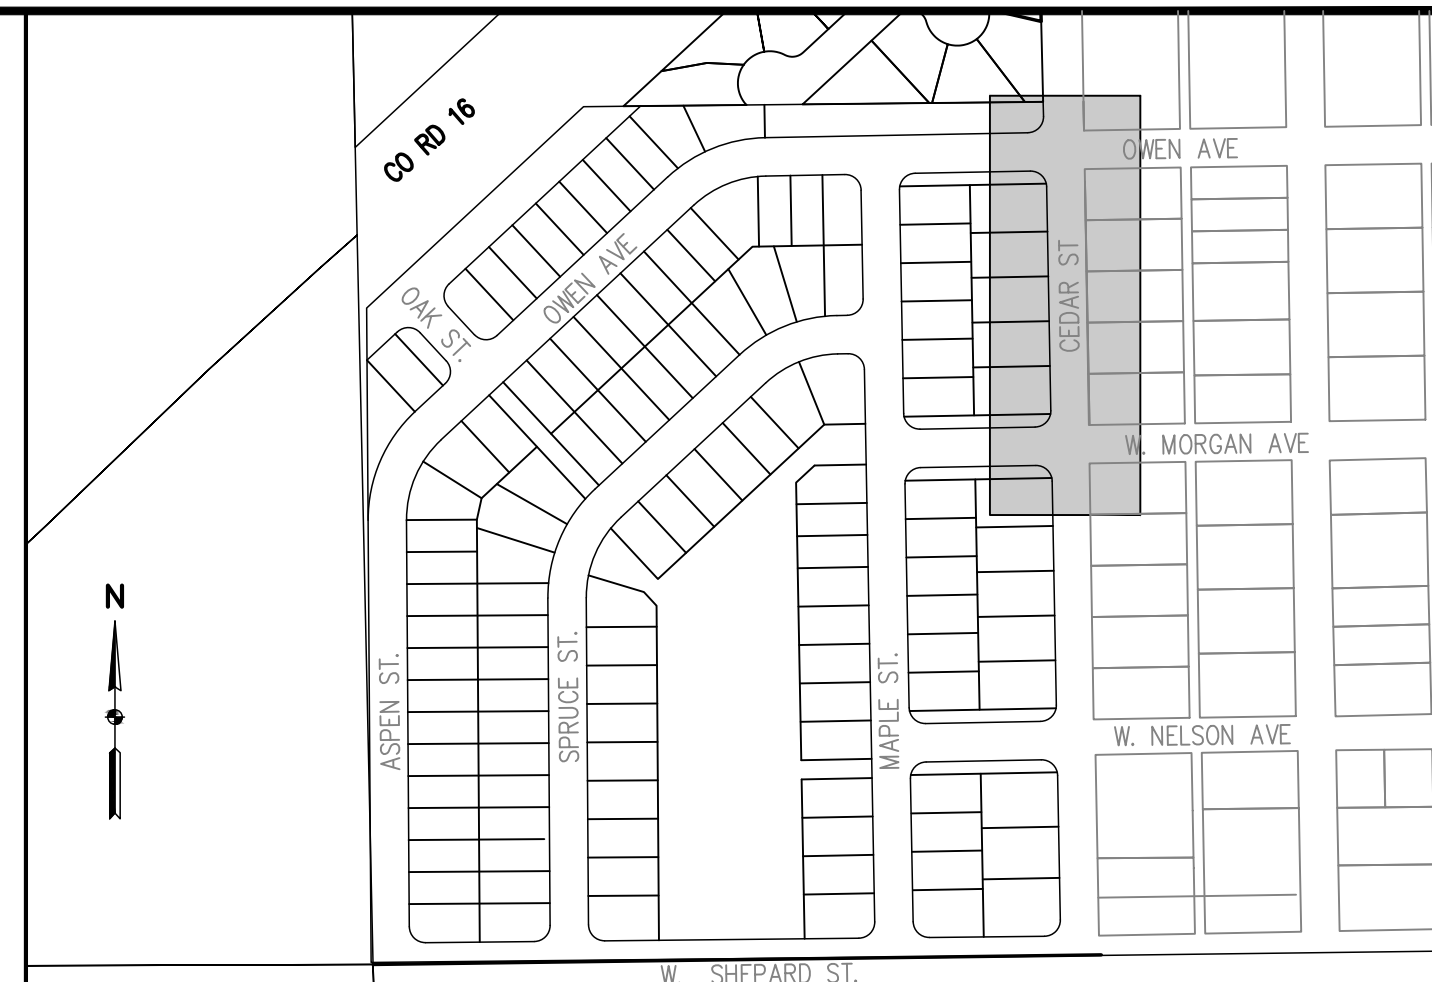 CO RD 16
OWEN AVE
OAK ST.
OWEN AVE
CEDAR ST
W. MORGAN AVE
N
ASPEN ST.
SPRUCE ST.
MAPLE ST.
W. NELSON AVE
W. SHEPARD ST.